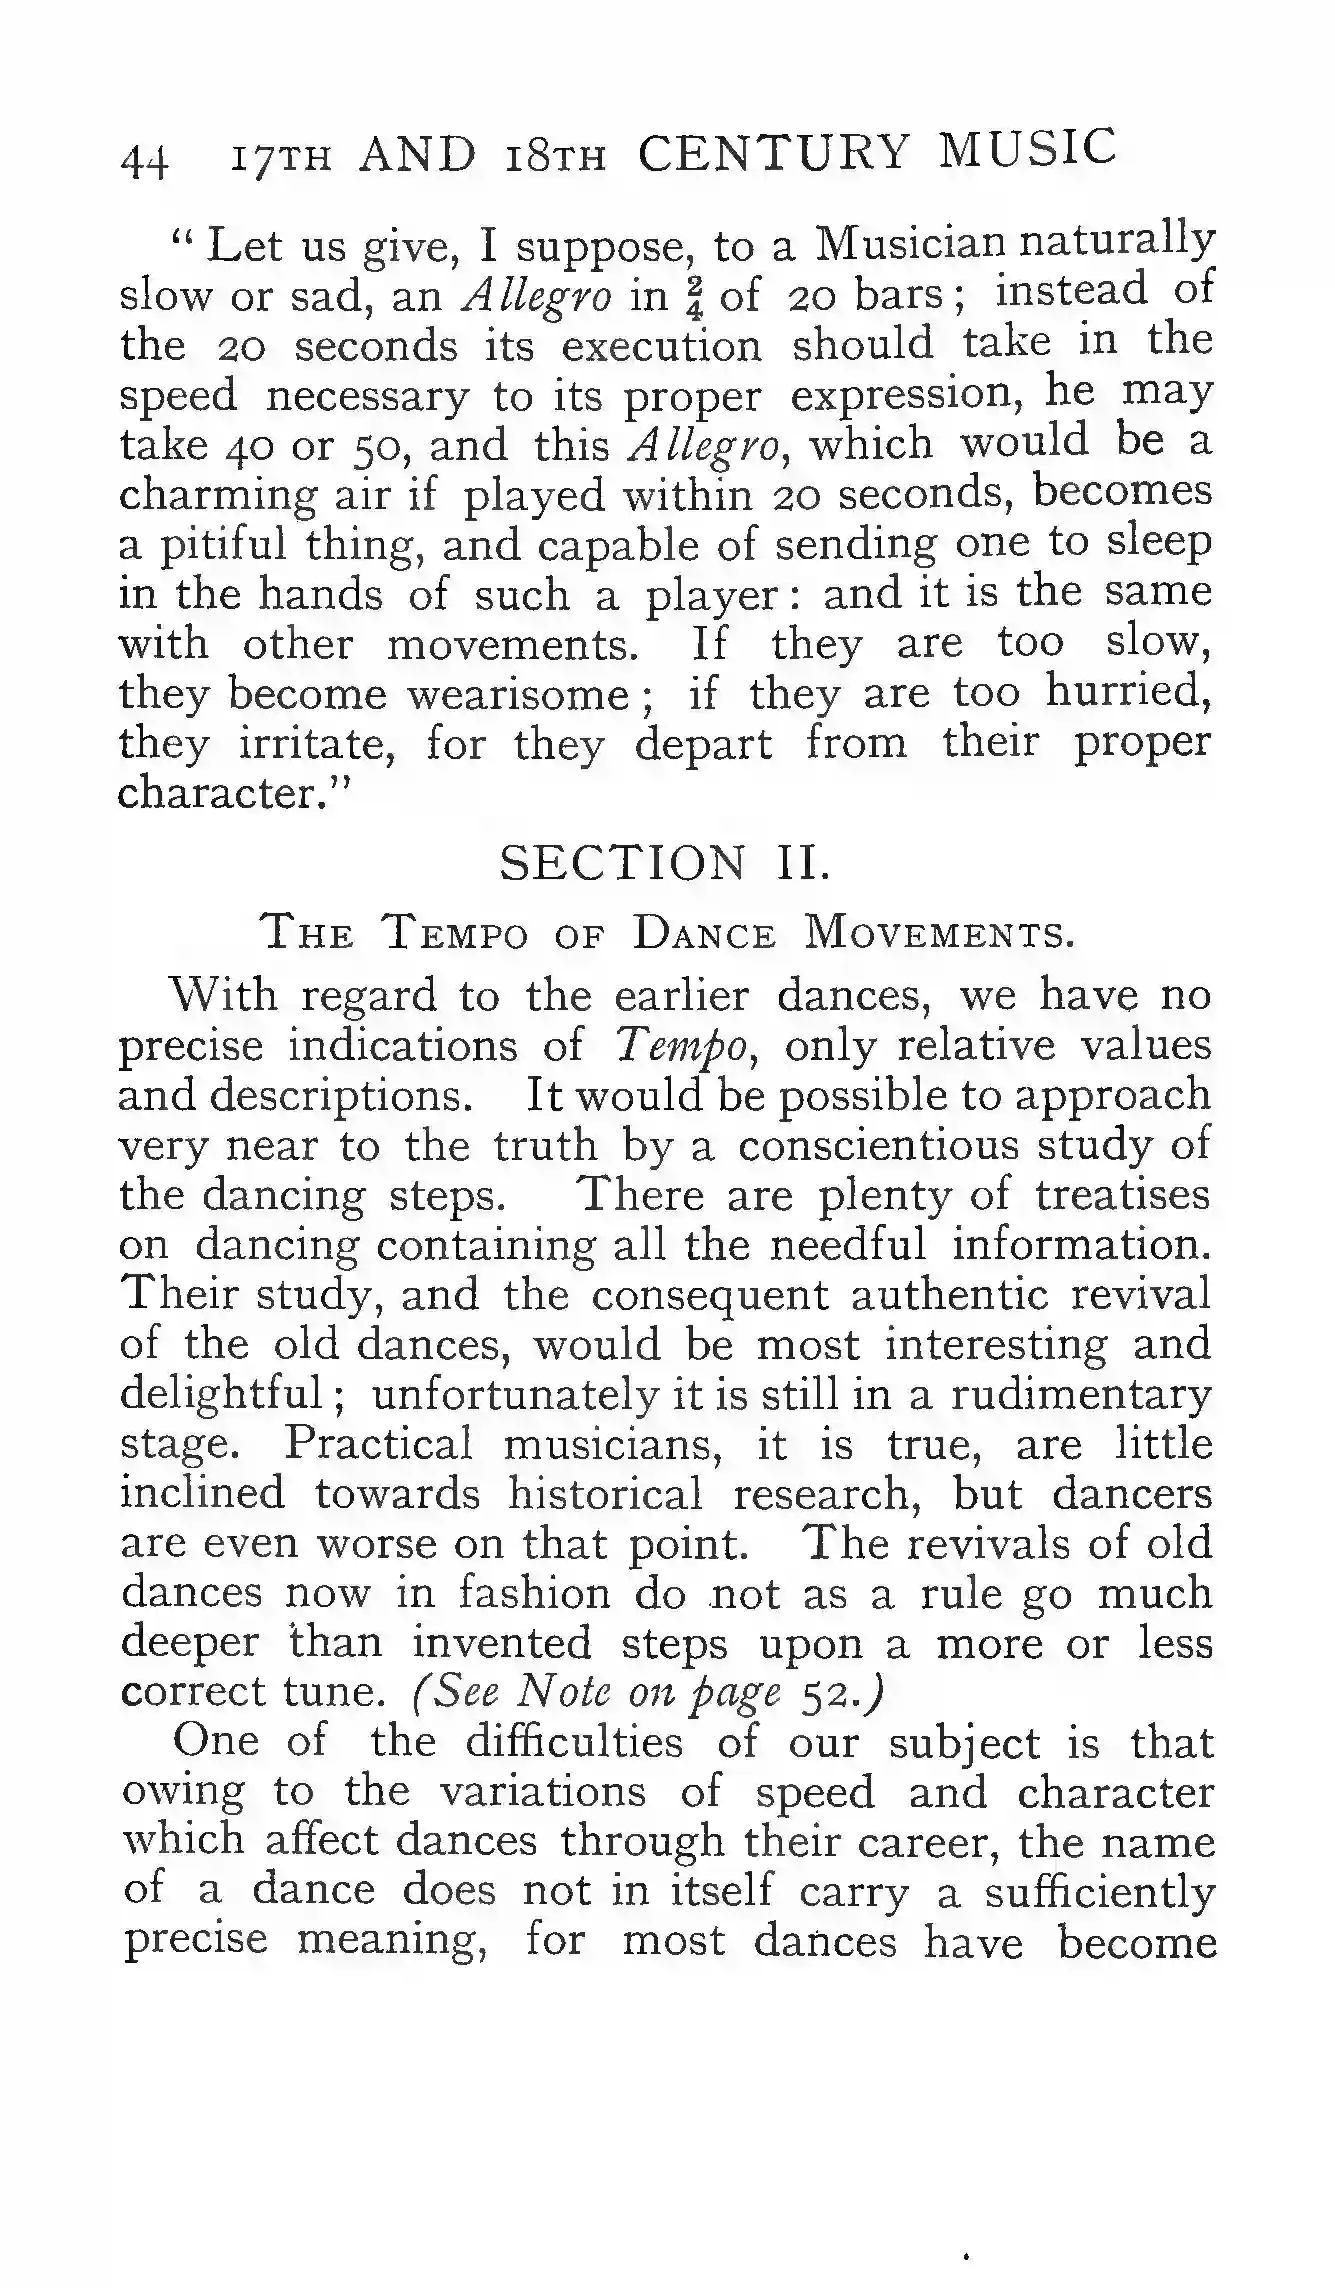 44 17TH AND 18TH CENTURY MUSIC
“ Let us give, I suppose, to a Musician naturally
slow or sad, an Allegro in 2/4 of 20 bars ; instead of
the 20 seconds its execution should take in the
speed necessary to its proper expression, he may
take 40 or 50, and this Allegro, which would be a
charming air if played within 20 seconds, becomes
a pitiful thing, and capable of sending one to sleep
in the hands of such a player : and it is the same
with other movements. If they are too slow,
they become wearisome ; if they are too hurried,
they irritate, for they depart from their proper
character.”
SECTION II.
THE TEMPO OF DANCE MOVEMENTS.
With regard to the earlier dances, we have no
precise indications of Tempo, only relative values
and descriptions. It would be possible to approach
very near to the truth by a conscientious study of
the dancing steps. There are plenty of treatises
on dancing containing all the needful information.
Their study, and the consequent authentic revival
of the old dances, would be most interesting and
delightful ; unfortunately it is still in a rudimentary
stage. Practical musicians, it is true, are little
inclined towards historical research, but dancers
are even worse on that point. The revivals of old
dances now in fashion do not as a rule go much
deeper than invented steps upon a more or less
correct tune. (See Note on page 52.)
One of the difficulties of our subject is that
owing to the variations of speed and character
which affect dances through their career, the name
of a dance does not in itself carry a sufficiently
precise meaning, for most dances have become